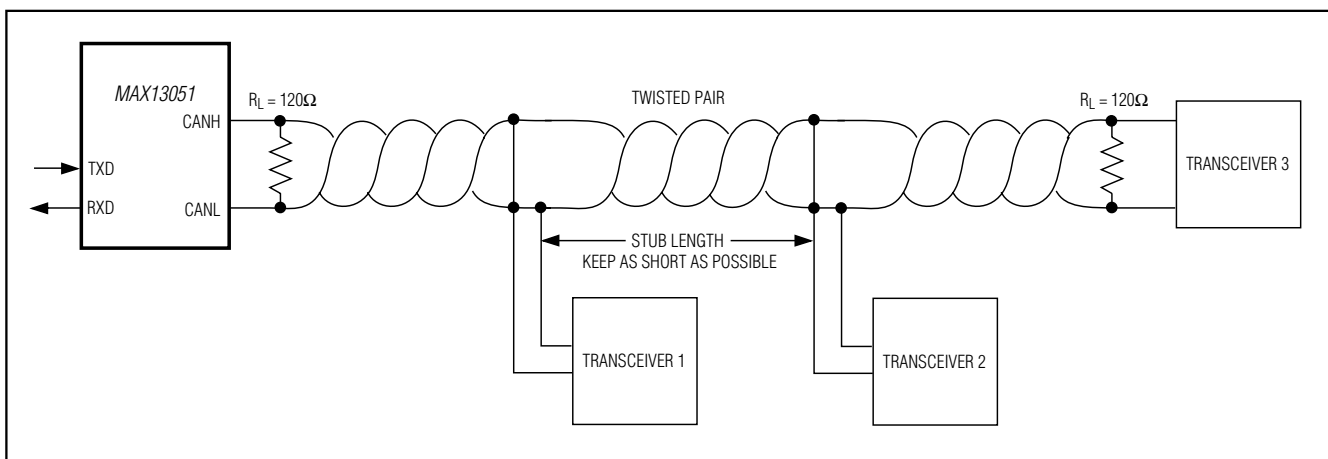 MAX13051
CANH
TXD
RXD
CANL
R_L = 120Ω
TWISTED PAIR
R_L = 120Ω
TRANSCEIVER 3
STUB LENGTH
KEEP AS SHORT AS POSSIBLE
TRANSCEIVER 1
TRANSCEIVER 2